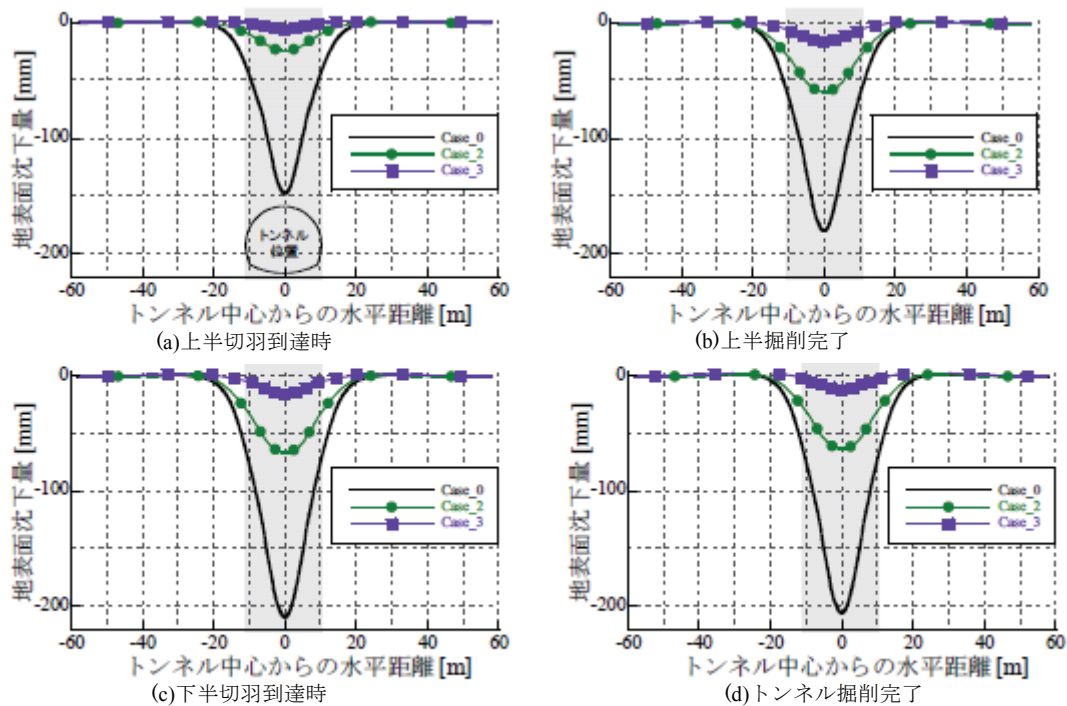 0
-100
-200
地表面沈下量 [mm]
Case_0
Case_2
Case_3
トンネル
位置
-60 -40 -20 0 20 40 60
トンネル中心からの水平距離 [m]
(a)上半切羽到達時
0
-100
-200
地表面沈下量 [mm]
Case_0
Case_2
Case_3
-60 -40 -20 0 20 40 60
トンネル中心からの水平距離 [m]
(b)上半掘削完了
0
-100
-200
地表面沈下量 [mm]
Case_0
Case_2
Case_3
-60 -40 -20 0 20 40 60
トンネル中心からの水平距離 [m]
(c)下半切羽到達時
0
-100
-200
地表面沈下量 [mm]
Case_0
Case_2
Case_3
-60 -40 -20 0 20 40 60
トンネル中心からの水平距離 [m]
(d)トンネル掘削完了